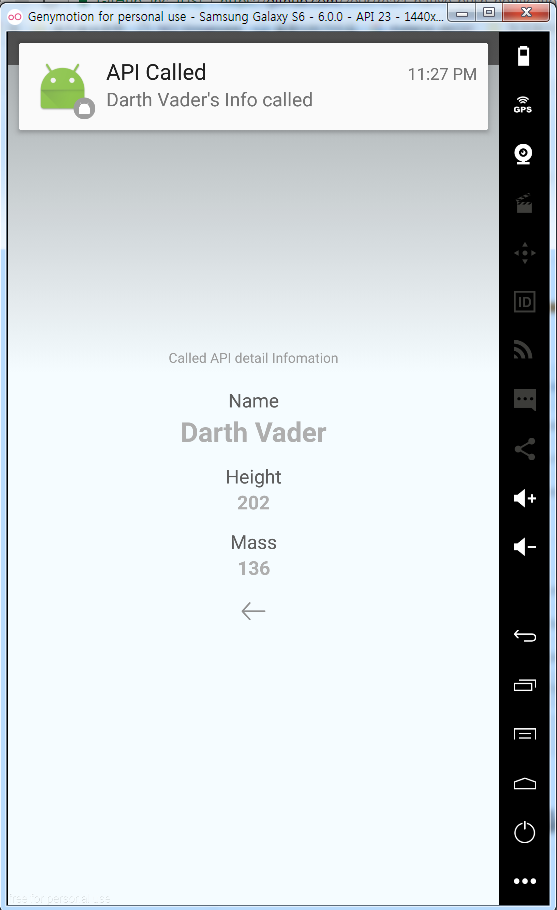 Genymotion for personal use - Samsung Galaxy S6 - 6.0.0 - API 23 - 1440x...
API Called
11:27 PM
Darth Vader's Info called
GPS
ID
Called API detail Infomation
Name
Darth Vader
Height
202
Mass
136
free for personal use